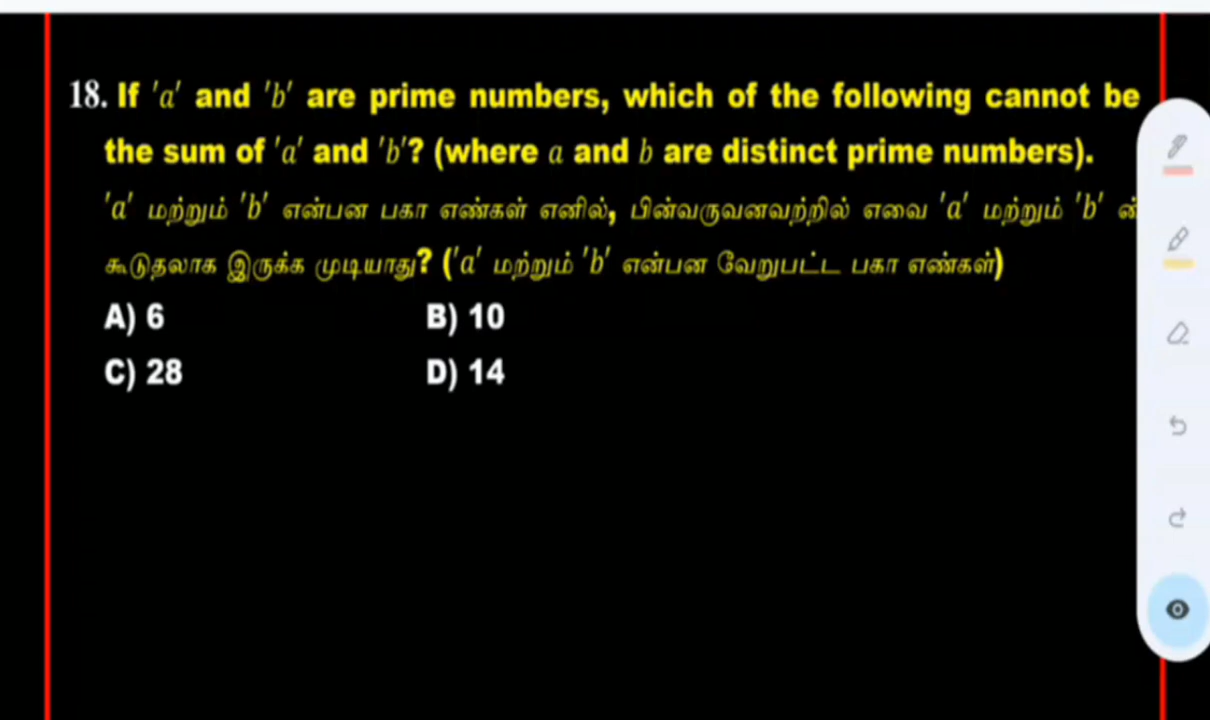 18. If 'a' and 'b' are prime numbers, which of the following cannot be
the sum of 'a' and 'b'? (where a and b are distinct prime numbers).
'a' மற்றும் 'b' என்பன பகா எண்கள் எனில், பின்வருவனவற்றில் எவை 'a' மற்றும் 'b' ன்
கூடுதலாக இருக்க முடியாது? ('a' மற்றும் 'b' என்பன வேறுபட்ட பகா எண்கள்)
A) 6 B) 10
C) 28 D) 14